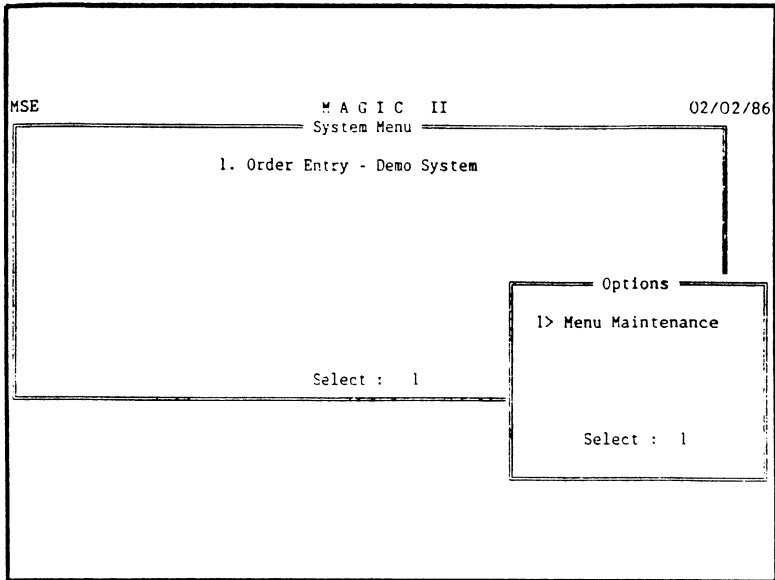 MSE M A G I C II 02/02/86
System Menu
1. Order Entry - Demo System
Options
1> Menu Maintenance
Select : 1
Select : 1